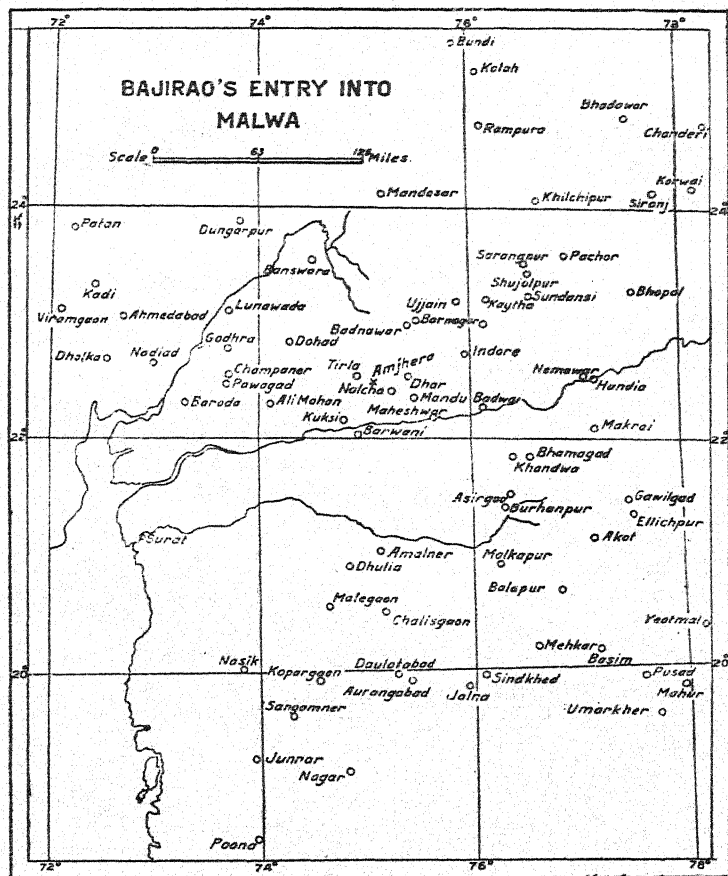 72° 74° 76° 78°
Bundi
Kotah
BAJIRAO'S ENTRY INTO
MALWA
Bhadawar
Chanderi
Rampura
Scale 0 63 126 Miles.
Mandesar
Khilchipur
Korwai
Sironj
24 24°
Patan
Dungarpur
Banswara
Sarangpur
Pachor
Shujalpur
Kadi
Ujjain
Kaytha
Sundansi
Bhopal
Viramgaon
Ahmedabad
Lunawada
Badnawar
Barnagar
Dholka
Nadiad
Godhra
Dohad
Indore
Champaner
Tirla
Amjhera
Dhar
Nemawar
Handia
Pawagad
Nalcha
Mandu
Badwai
Baroda
Ali Mohan
Kuksi
Maheshwar
Makrai
22 22°
Barwani
Bhamagad
Khandwa
Asirgad
Burhanpur
Gawilgad
Ellichpur
Surat
Akot
Amalner
Malkapur
Dhulia
Balapur
Malegaon
Chalisgaon
Yeotmal
Mehkar
Basim
20 20°
Nasik
Kopargaon
Daulatabad
Sindkhed
Pusad
Aurangabad
Jalna
Mahur
Sangamner
Umarkher
Junnar
Nagar
Poona
72° 74° 76° 78°